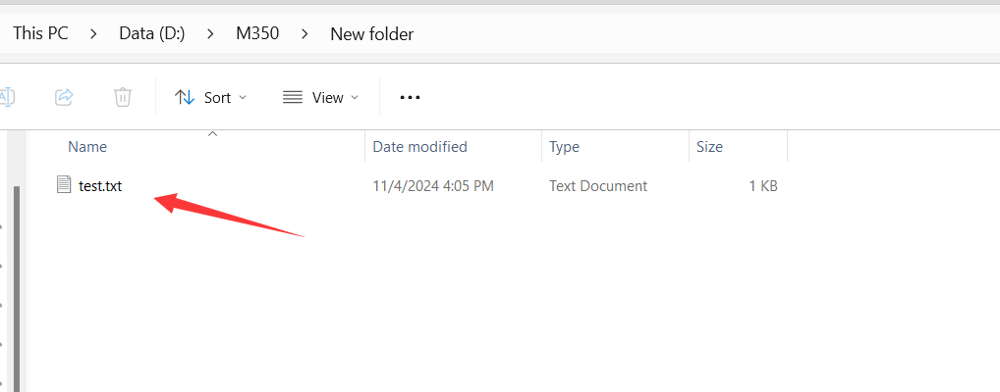 This PC > Data (D:) > M350 > New folder
Sort View
Name Date modified Type Size
test.txt 11/4/2024 4:05 PM Text Document 1 KB